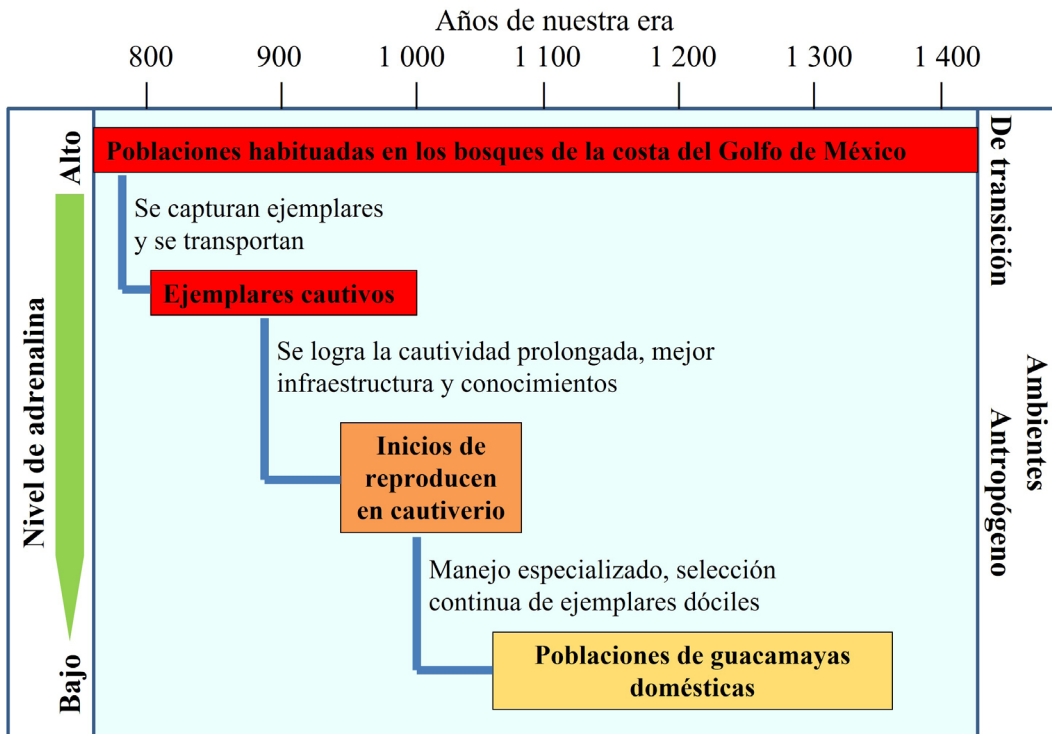 Años de nuestra era
800 900 1 000 1 100 1 200 1 300 1 400
Alto
Nivel de adrenalina
Bajo
Poblaciones habituadas en los bosques de la costa del Golfo de México
Se capturan ejemplares
y se transportan
Ejemplares cautivos
Se logra la cautividad prolongada, mejor
infraestructura y conocimientos
Inicios de
reproducen
en cautiverio
Manejo especializado, selección
continua de ejemplares dóciles
Poblaciones de guacamayas
domésticas
De transición
Antropógeno
Ambientes